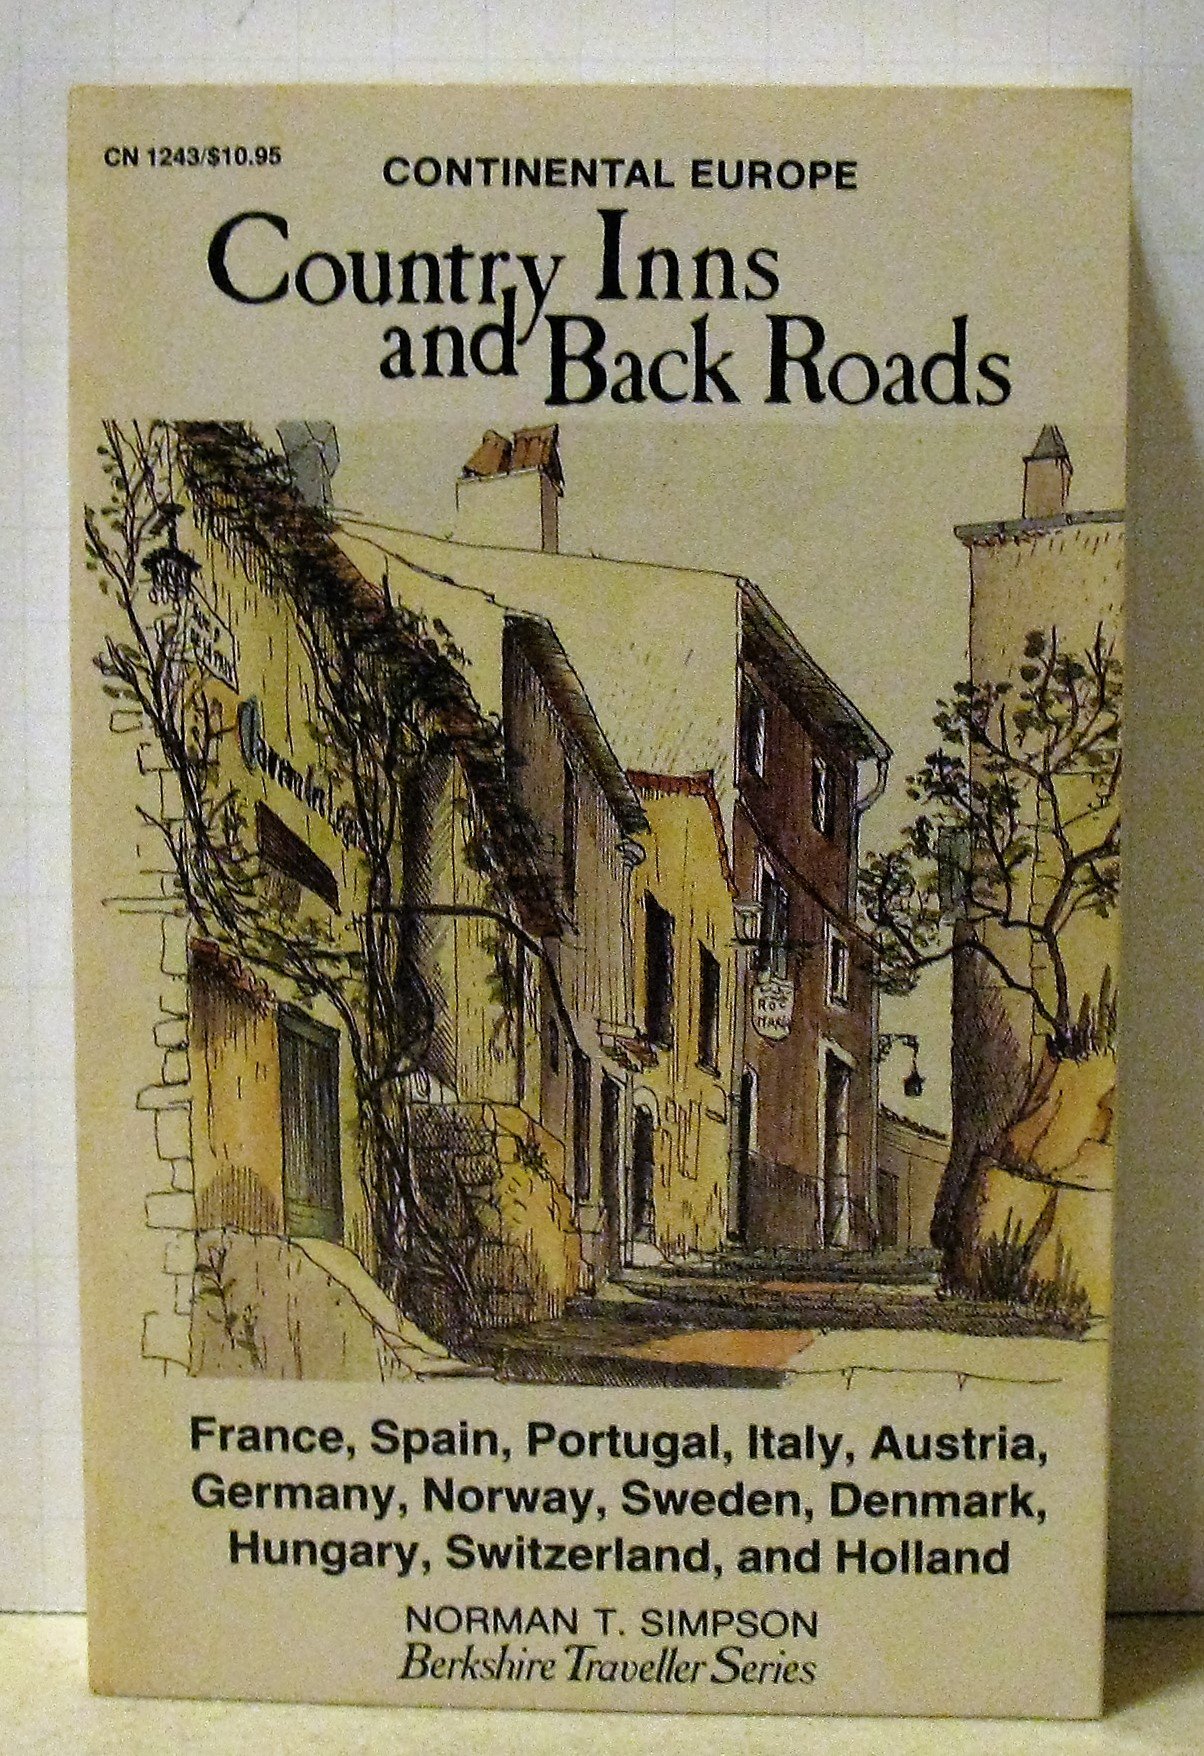 CN 1243/$10.95
CONTINENTAL EUROPE
Country Inns
and Back Roads
France, Spain, Portugal, Italy, Austria,
Germany, Norway, Sweden, Denmark,
Hungary, Switzerland, and Holland
NORMAN T. SIMPSON
Berkshire Traveller Series